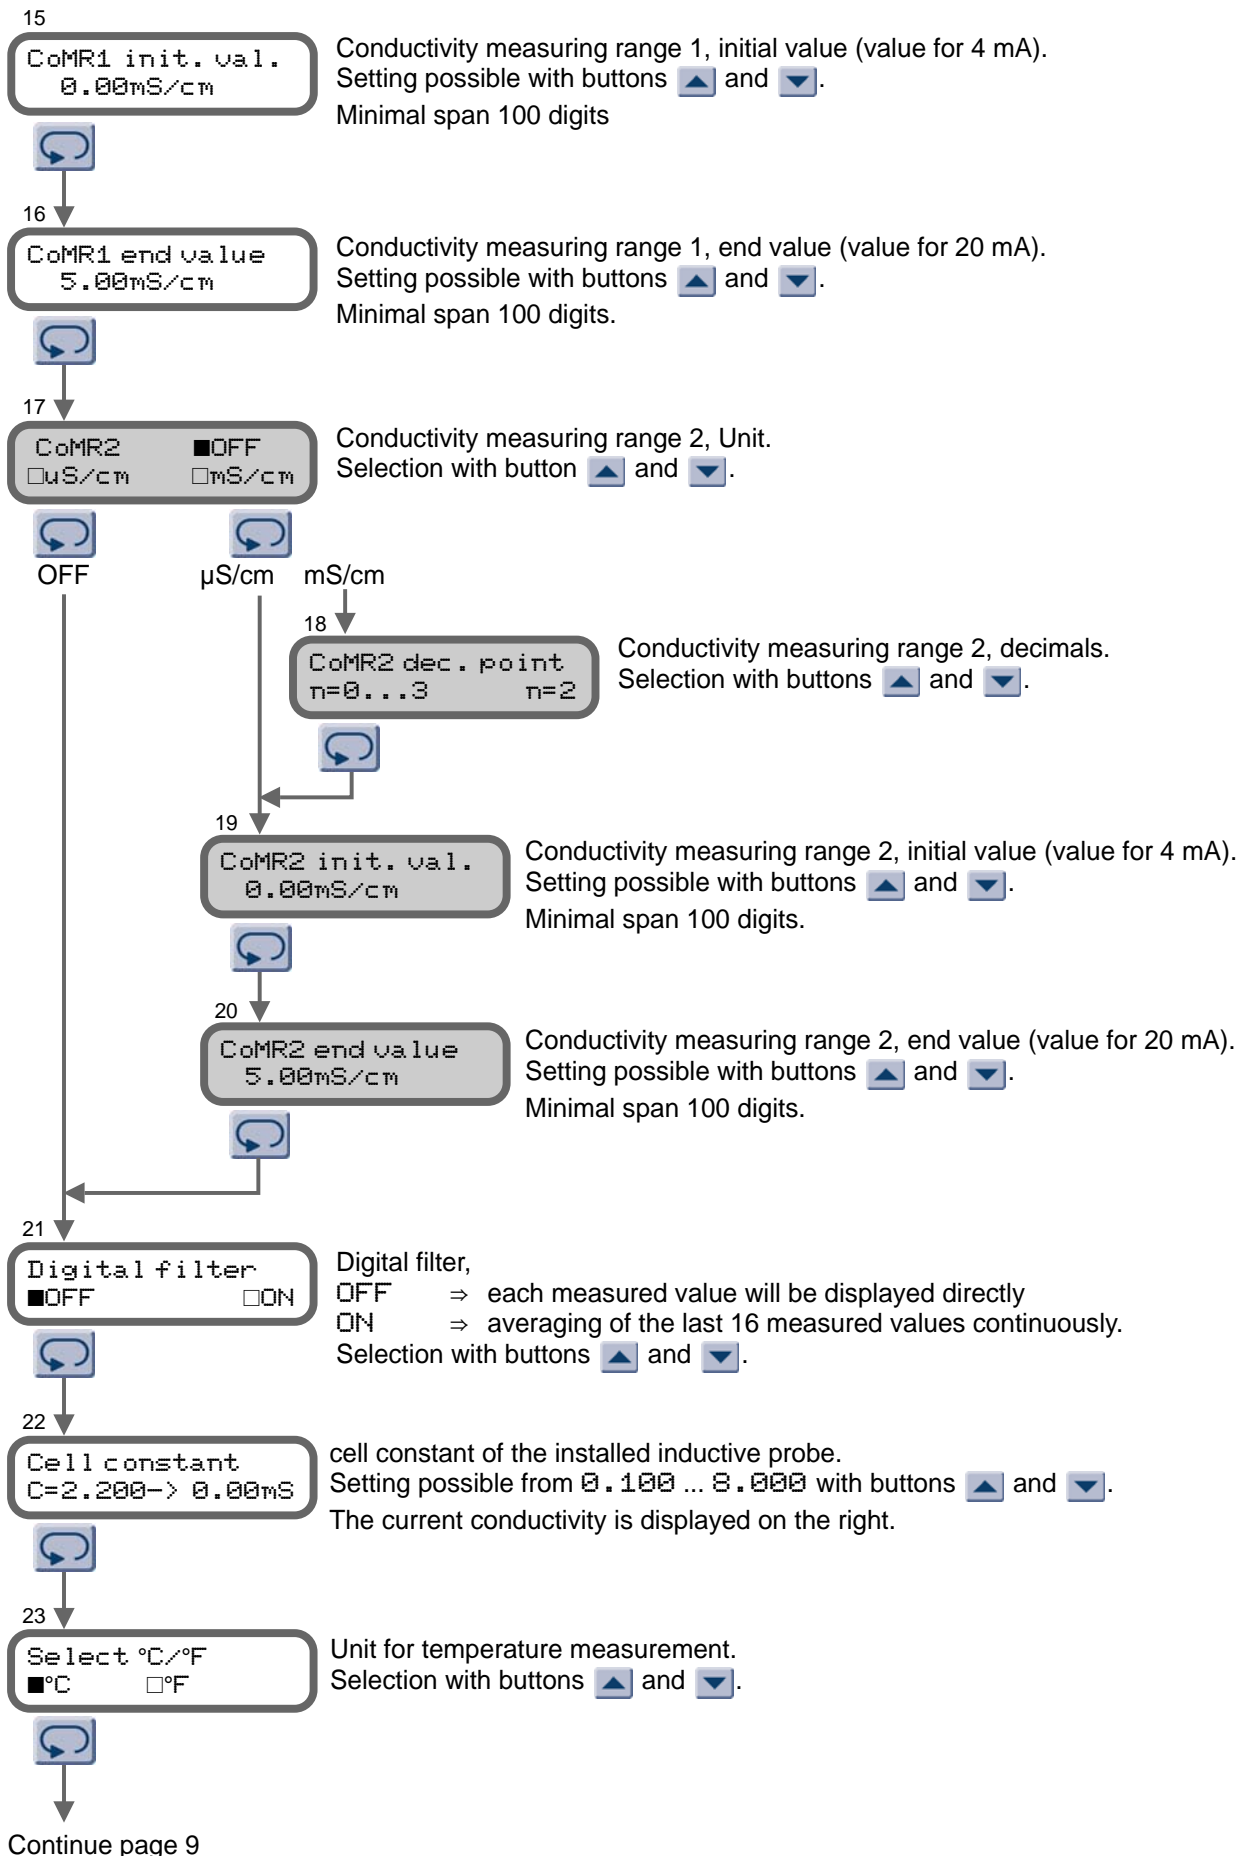 15
CoMR1 init. val.
0.00mS/cm
Conductivity measuring range 1, initial value (value for 4 mA).
Setting possible with buttons and .
Minimal span 100 digits
16
CoMR1 end value
5.00mS/cm
Conductivity measuring range 1, end value (value for 20 mA).
Setting possible with buttons and .
Minimal span 100 digits.
17
CoMR2 ■OFF
□uS/cm □mS/cm
Conductivity measuring range 2, Unit.
Selection with button and .
OFF µS/cm mS/cm
18
CoMR2 dec. point
n=0...3 n=2
Conductivity measuring range 2, decimals.
Selection with buttons and .
19
CoMR2 init. val.
0.00mS/cm
Conductivity measuring range 2, initial value (value for 4 mA).
Setting possible with buttons and .
Minimal span 100 digits.
20
CoMR2 end value
5.00mS/cm
Conductivity measuring range 2, end value (value for 20 mA).
Setting possible with buttons and .
Minimal span 100 digits.
21
Digital filter
■OFF □ON
Digital filter,
OFF ⇒ each measured value will be displayed directly
ON ⇒ averaging of the last 16 measured values continuously.
Selection with buttons and .
22
Cell constant
C=2.200-> 0.00mS
cell constant of the installed inductive probe.
Setting possible from 0.100 ... 8.000 with buttons and .
The current conductivity is displayed on the right.
23
Select °C/°F
■°C □°F
Unit for temperature measurement.
Selection with buttons and .
Continue page 9